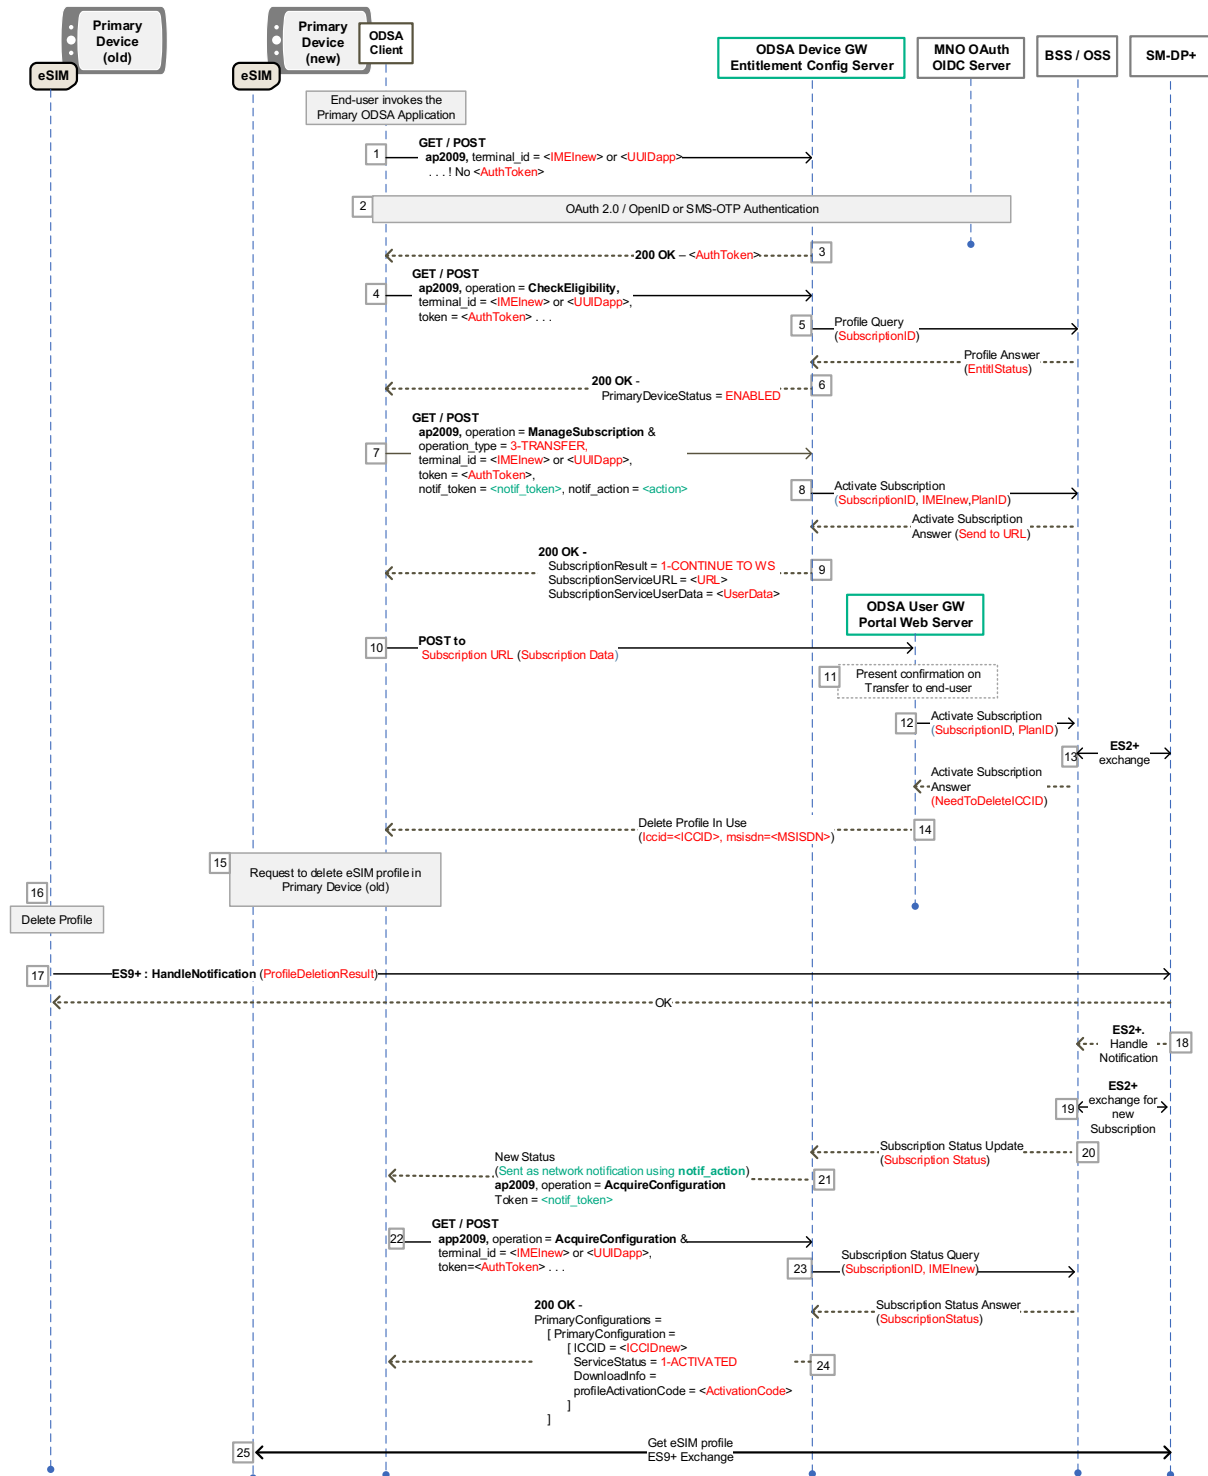 Primary
Device
(old)
eSIM
Primary
Device
(new)
eSIM
ODSA
Client
ODSA Device GW
Entitlement Config Server
MNO OAuth
OIDC Server
BSS / OSS
SM-DP+
End-user invokes the
Primary ODSA Application
1
GET / POST
ap2009, terminal_id = <IMEInew> or <UUIDapp>
. . . ! No <AuthToken>
2
OAuth 2.0 / OpenID or SMS-OTP Authentication
3
200 OK – <AuthToken>
4
GET / POST
ap2009, operation = CheckEligibility,
terminal_id = <IMEInew> or <UUIDapp>,
token = <AuthToken> . . .
5
Profile Query
(SubscriptionID)
Profile Answer
(EntitlStatus)
6
200 OK -
PrimaryDeviceStatus = ENABLED
7
GET / POST
ap2009, operation = ManageSubscription &
operation_type = 3-TRANSFER,
terminal_id = <IMEInew> or <UUIDapp>,
token = <AuthToken>,
notif_token = <notif_token>, notif_action = <action>
8
Activate Subscription
(SubscriptionID, IMEInew,PlanID)
Activate Subscription
Answer (Send to URL)
9
200 OK -
SubscriptionResult = 1-CONTINUE TO WS
SubscriptionServiceURL = <URL>
SubscriptionServiceUserData = <UserData>
ODSA User GW
Portal Web Server
10
POST to
Subscription URL (Subscription Data)
11
Present confirmation on
Transfer to end-user
12
Activate Subscription
(SubscriptionID, PlanID)
13
ES2+
exchange
Activate Subscription
Answer
(NeedToDeleteICCID)
14
Delete Profile In Use
(Iccid=<ICCID>, msisdn=<MSISDN>)
15
Request to delete eSIM profile in
Primary Device (old)
16
Delete Profile
17
ES9+ : HandleNotification (ProfileDeletionResult)
OK
18
ES2+.
Handle
Notification
19
ES2+
exchange for
new
Subscription
20
Subscription Status Update
(Subscription Status)
21
New Status
(Sent as network notification using notif_action)
ap2009, operation = AcquireConfiguration
Token = <notif_token>
22
GET / POST
app2009, operation = AcquireConfiguration &
terminal_id = <IMEInew> or <UUIDapp>,
token=<AuthToken> . . .
23
Subscription Status Query
(SubscriptionID, IMEInew)
Subscription Status Answer
(SubscriptionStatus)
24
200 OK -
PrimaryConfigurations =
[ PrimaryConfiguration =
[ ICCID = <ICCIDnew>
ServiceStatus = 1-ACTIVATED
DownloadInfo =
profileActivationCode = <ActivationCode>
]
]
25
Get eSIM profile
ES9+ Exchange